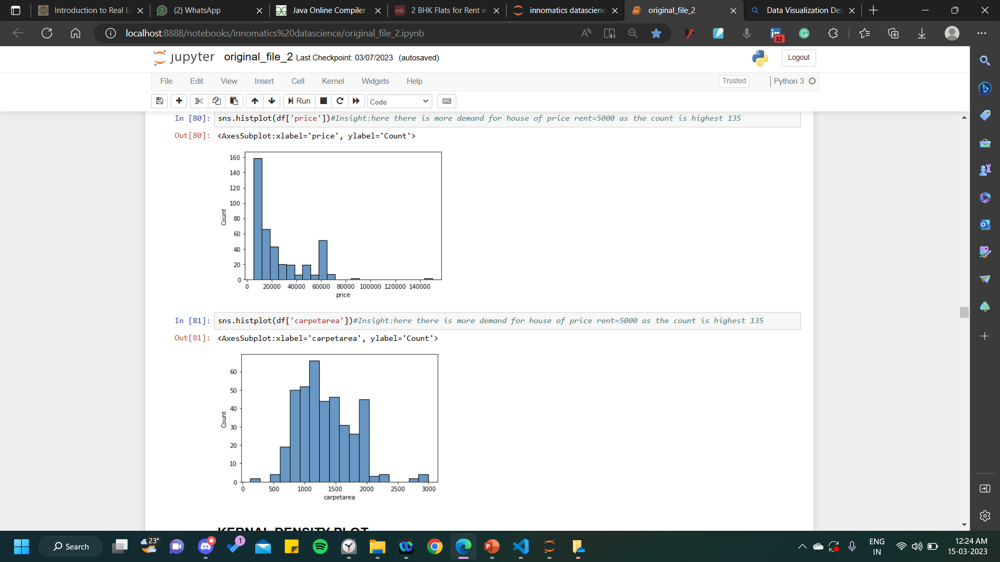 Introduction to Real Es
(2) WhatsApp
Java Online Compiler
2 BHK Flats for Rent in
innomatics datascienc
original_file_2
Data Visualization Des
localhost:8888/notebooks/innomatics%20datascience/original_file_2.ipynb
32
jupyter original_file_2 Last Checkpoint: 03/07/2023 (autosaved)
Logout
File Edit View Insert Cell Kernel Widgets Help
Trusted
Python 3
Run
Code
In [80]: sns.histplot(df['price'])#Insight:here there is more demand for house of price rent=5000 as the count is highest 135
Out[80]: <AxesSubplot:xlabel='price', ylabel='Count'>
160
140
120
100
80
60
40
20
0
Count
0 20000 40000 60000 80000 100000 120000 140000
price
In [81]: sns.histplot(df['carpetarea'])#Insight:here there is more demand for house of price rent=5000 as the count is highest 135
Out[81]: <AxesSubplot:xlabel='carpetarea', ylabel='Count'>
60
50
40
30
20
10
0
Count
0 500 1000 1500 2000 2500 3000
carpetarea
KERNAL DENSITY PLOT
Search
23°
1
ENG
IN
12:24 AM
15-03-2023